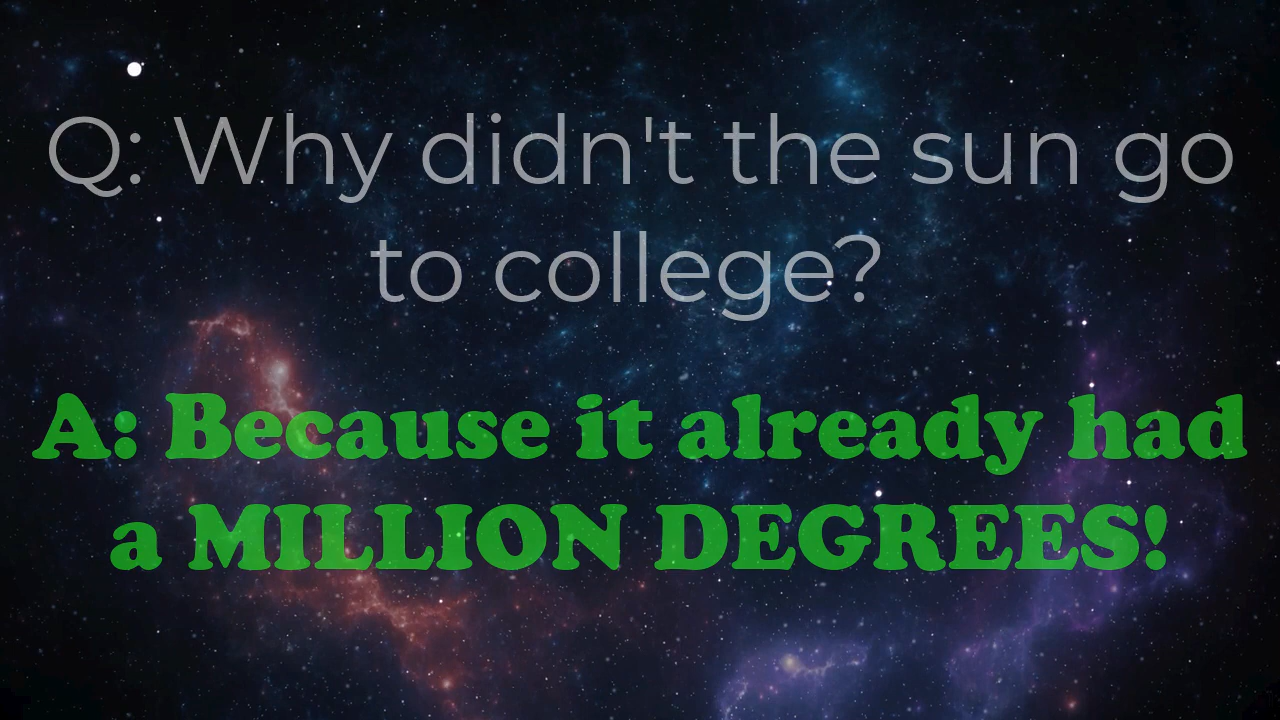 Q: Why didn't the sun go
to college?
A: Because it already had
a MILLION DEGREES!